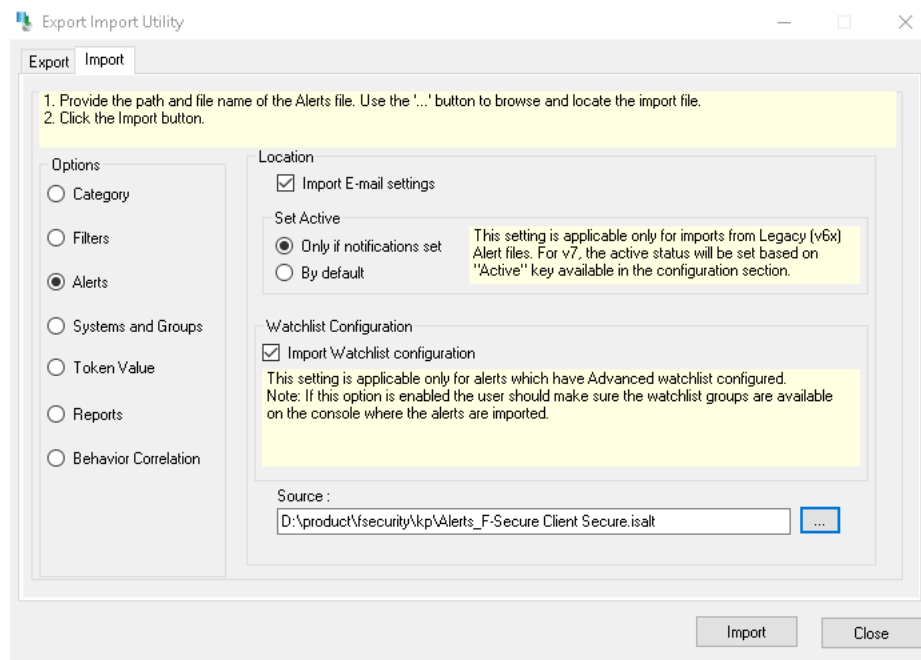 Export Import Utility
Export Import
1. Provide the path and file name of the Alerts file. Use the '...' button to browse and locate the import file.
2. Click the Import button.
Options
Category
Filters
Alerts
Systems and Groups
Token Value
Reports
Behavior Correlation
Location
Import E-mail settings
Set Active
Only if notifications set
By default
This setting is applicable only for imports from Legacy (v6x)
Alert files. For v7, the active status will be set based on
"Active" key available in the configuration section.
Watchlist Configuration
Import Watchlist configuration
This setting is applicable only for alerts which have Advanced watchlist configured.
Note: If this option is enabled the user should make sure the watchlist groups are available
on the console where the alerts are imported.
Source :
D:\product\fsecurity\kp\Alerts_F-Secure Client Secure.isalt
...
Import
Close